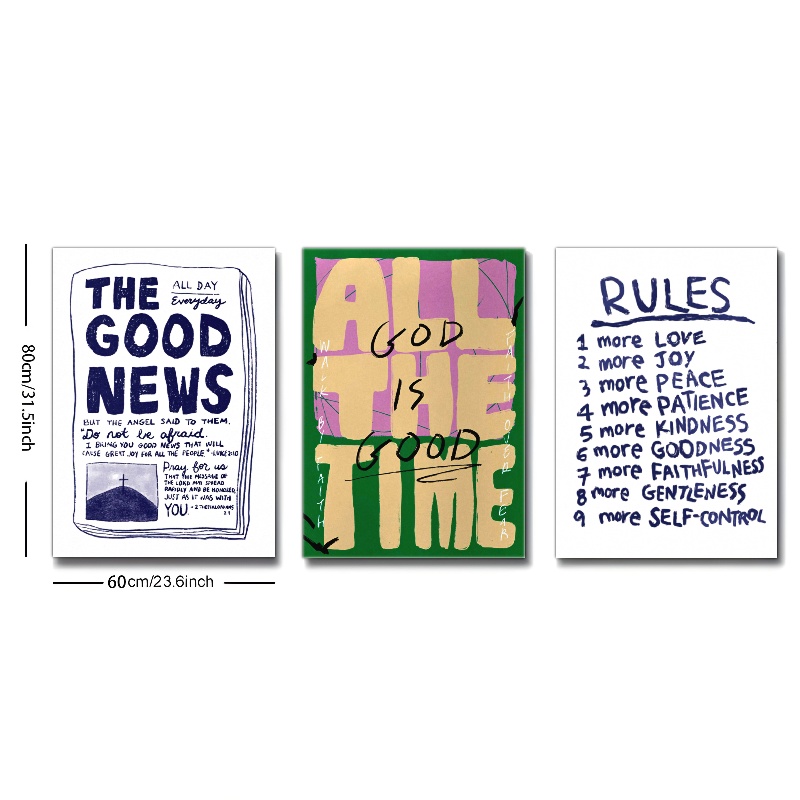 80cm/31.5inch
60cm/23.6inch
THE
GOOD
NEWS
ALL DAY
Everyday
BUT THE ANGEL SAID TO THEM.
"Do not be afraid.
I BRING YOU GOOD NEWS THAT WILL
CAUSE GREAT JOY FOR ALL THE PEOPLE." -LUKE 2:10
Pray for us
THAT THE MESSAGE OF
THE LORD MAY SPREAD
RAPIDLY AND BE HONORED,
JUST AS IT WAS WITH
YOU
ALL
THE
TIME
GOD
IS
GOOD
WALK BY FAITH
FAITH OVER FEAR
RULES
1 more LOVE
2 more JOY
3 more PEACE
4 more PATIENCE
5 more KINDNESS
6 more GOODNESS
7 more FAITHFULNESS
8 more GENTLENESS
9 more SELF-CONTROL